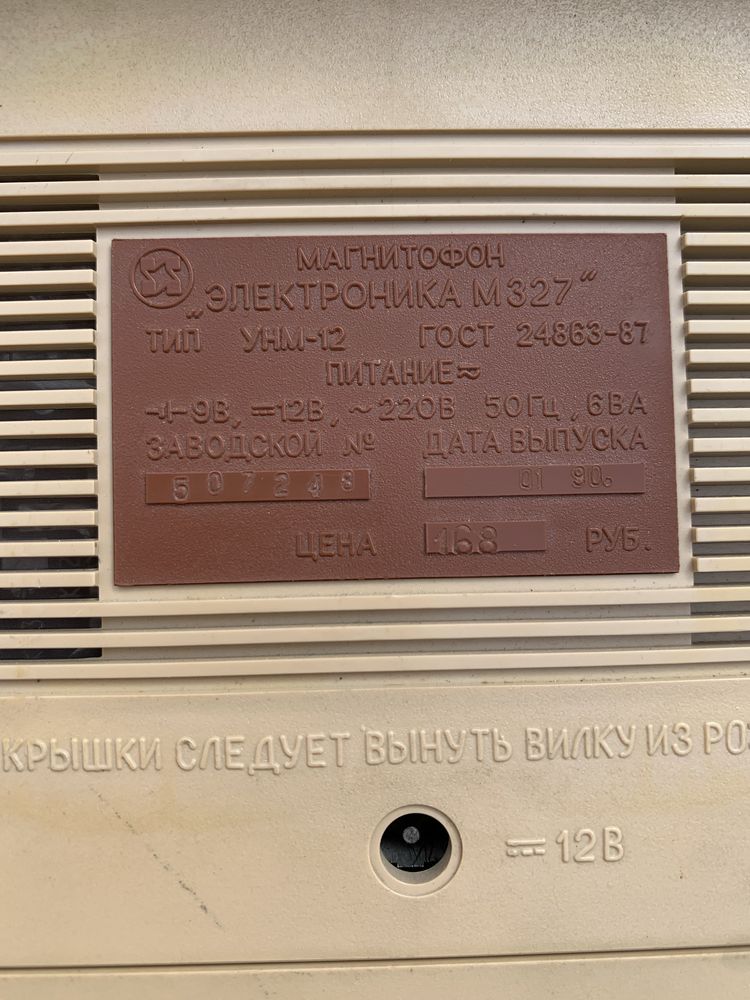 МАГНИТОФОН
„ЭЛЕКТРОНИКА М327“
ТИП УНМ-12 ГОСТ 24863-87
ПИТАНИЕ≂
⊣⊢9В, ⎓12В, ~220В 50Гц, 6ВА
ЗАВОДСКОЙ № ДАТА ВЫПУСКА
507248 01 90.
ЦЕНА 168 РУБ.
КРЫШКИ СЛЕДУЕТ ВЫНУТЬ ВИЛКУ ИЗ РОЗ
⎓ 12В